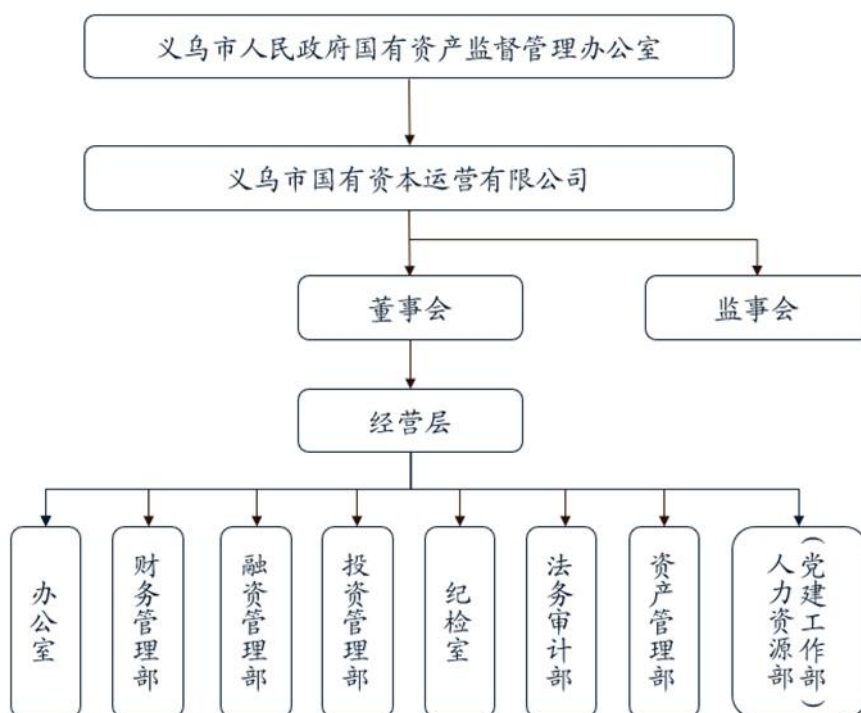 义乌市人民政府国有资产监督管理办公室
义乌市国有资本运营有限公司
董事会
监事会
经营层
办公室
财务管理部
融资管理部
投资管理部
纪检室
法务审计部
资产管理部
人力资源部
（党建工作部）